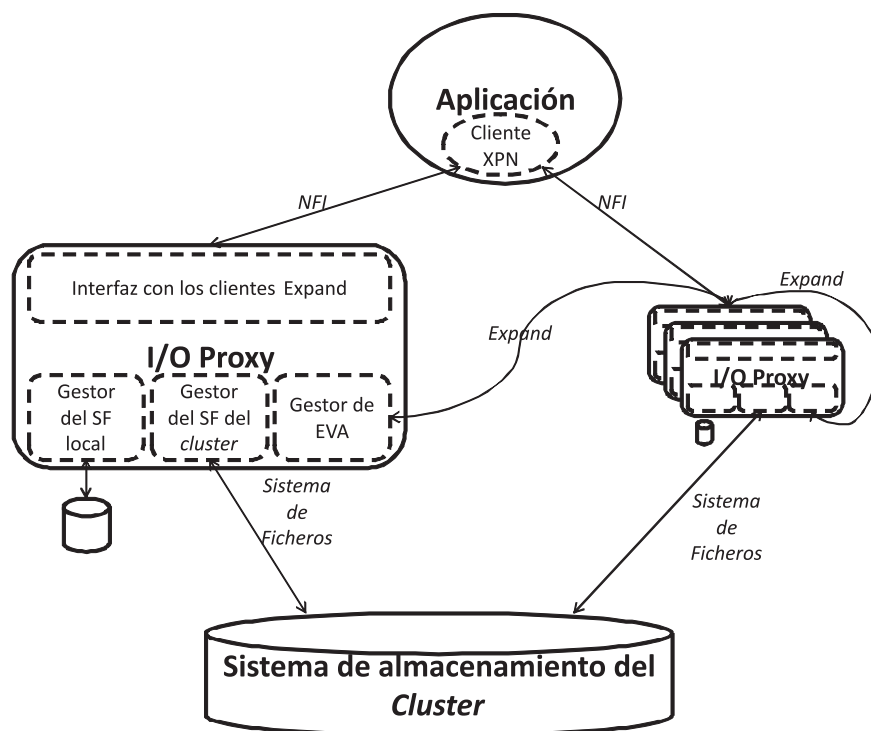 Aplicación
Cliente
XPN
NFI
NFI
Interfaz con los clientes Expand
Expand
Expand
I/O Proxy
I/O Proxy
Gestor
del SF
local
Gestor
del SF del
cluster
Gestor de
EVA
Sistema
de
Ficheros
Sistema
de
Ficheros
Sistema de almacenamiento del
Cluster